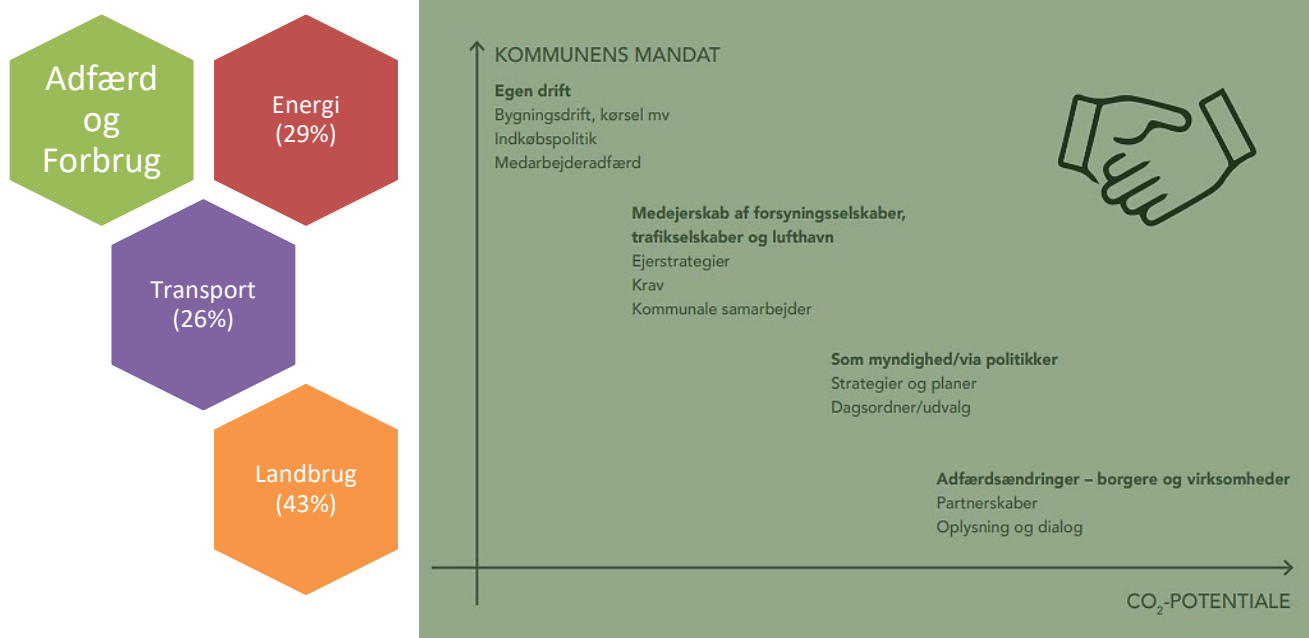 Adfærd
og
Forbrug
Energi
(29%)
Transport
(26%)
Landbrug
(43%)
KOMMUNENS MANDAT
Egen drift
Bygningsdrift, kørsel mv
Indkøbspolitik
Medarbejderadfærd
Medejerskab af forsyningsselskaber,
trafikselskaber og lufthavn
Ejerstrategier
Krav
Kommunale samarbejder
Som myndighed/via politikker
Strategier og planer
Dagsordner/udvalg
Adfærdsændringer – borgere og virksomheder
Partnerskaber
Oplysning og dialog
CO₂-POTENTIALE